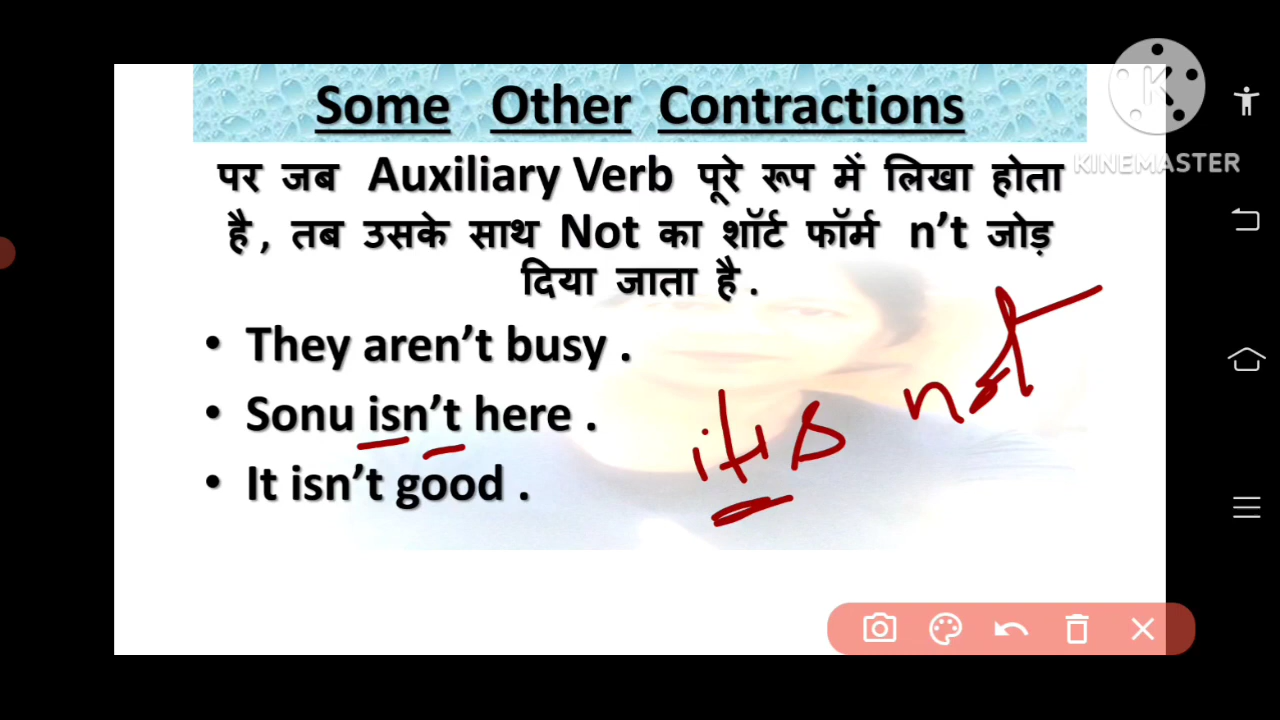 Some Other Contractions
पर जब Auxiliary Verb पूरे रूप में लिखा होता
है , तब उसके साथ Not का शॉर्ट फॉर्म n’t जोड़
दिया जाता है .
• They aren’t busy .
• Sonu isn’t here .
• It isn’t good .
it's not
KINEMASTER